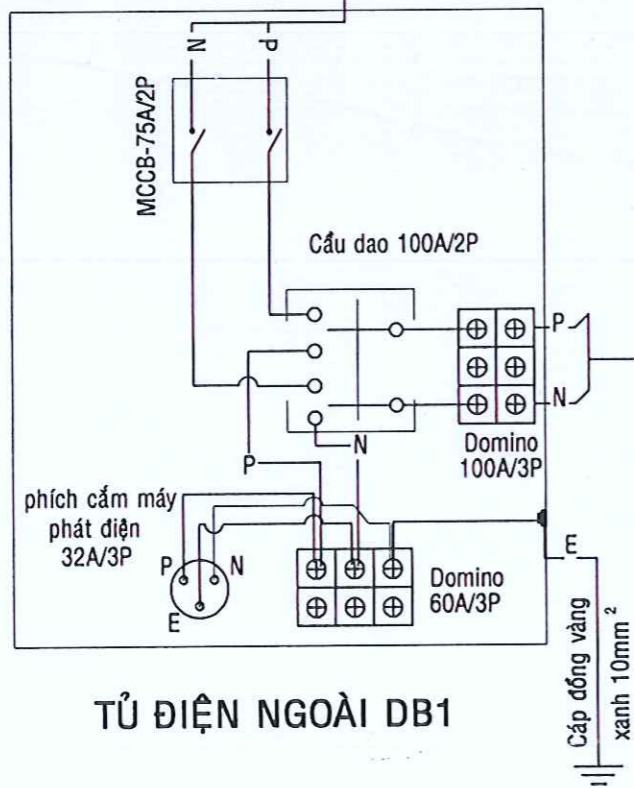 N
P
MCCB-75A/2P
Cầu dao 100A/2P
P
N
N
Domino
100A/3P
P
phích cắm máy
phát điện
32A/3P
P
N
E
Domino
60A/3P
E
Cáp đồng vàng
xanh 10mm²
TỦ ĐIỆN NGOÀI DB1